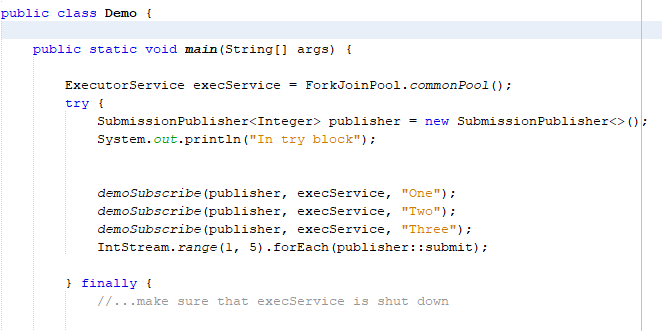 public class Demo {
public static void main(String[] args) {
ExecutorService execService = ForkJoinPool.commonPool();
try {
SubmissionPublisher<Integer> publisher = new SubmissionPublisher<>();
System.out.println("In try block");
demoSubscribe(publisher, execService, "One");
demoSubscribe(publisher, execService, "Two");
demoSubscribe(publisher, execService, "Three");
IntStream.range(1, 5).forEach(publisher::submit);
} finally {
//...make sure that execService is shut down